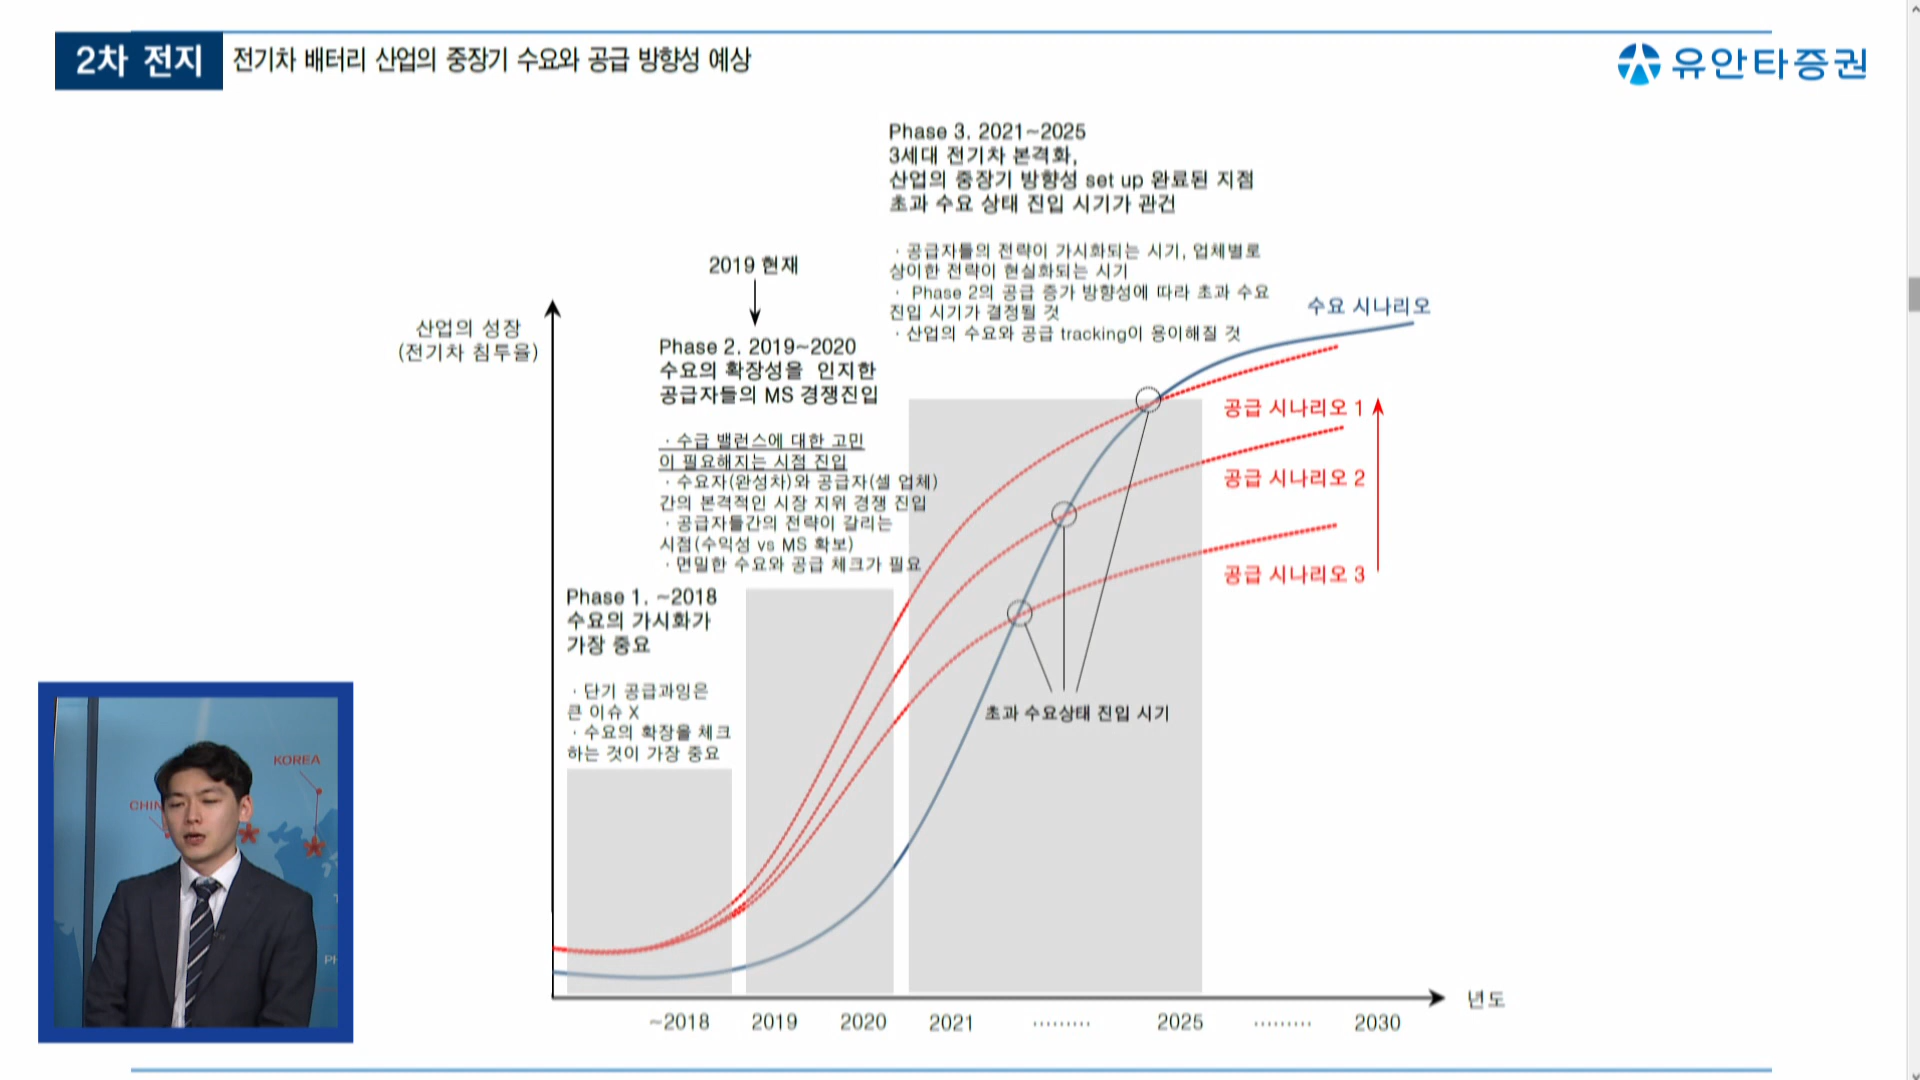 2차 전지
전기차 배터리 산업의 중장기 수요와 공급 방향성 예상
유안타증권
Phase 3. 2021~2025
3세대 전기차 본격화,
산업의 중장기 방향성 set up 완료된 지점
초과 수요 상태 진입 시기가 관건
· 공급자들의 전략이 가시화되는 시기, 업체별로
상이한 전략이 현실화되는 시기
· Phase 2의 공급 증가 방향성에 따라 초과 수요
진입 시기가 결정될 것
· 산업의 수요와 공급 tracking이 용이해질 것
2019 현재
산업의 성장
(전기차 침투율)
Phase 2. 2019~2020
수요의 확장성을 인지한
공급자들의 MS 경쟁진입
· 수급 밸런스에 대한 고민
이 필요해지는 시점 진입
· 수요자(완성차)와 공급자(셀 업체)
간의 본격적인 시장 지위 경쟁 진입
· 공급자들간의 전략이 갈리는
시점(수익성 vs MS 확보)
· 면밀한 수요와 공급 체크가 필요
Phase 1. ~2018
수요의 가시화가
가장 중요
· 단기 공급과잉은
큰 이슈 X
· 수요의 확장을 체크
하는 것이 가장 중요
수요 시나리오
공급 시나리오 1
공급 시나리오 2
공급 시나리오 3
초과 수요상태 진입 시기
년도
~2018
2019
2020
2021
.........
2025
.........
2030
KOREA
CHIN
PH